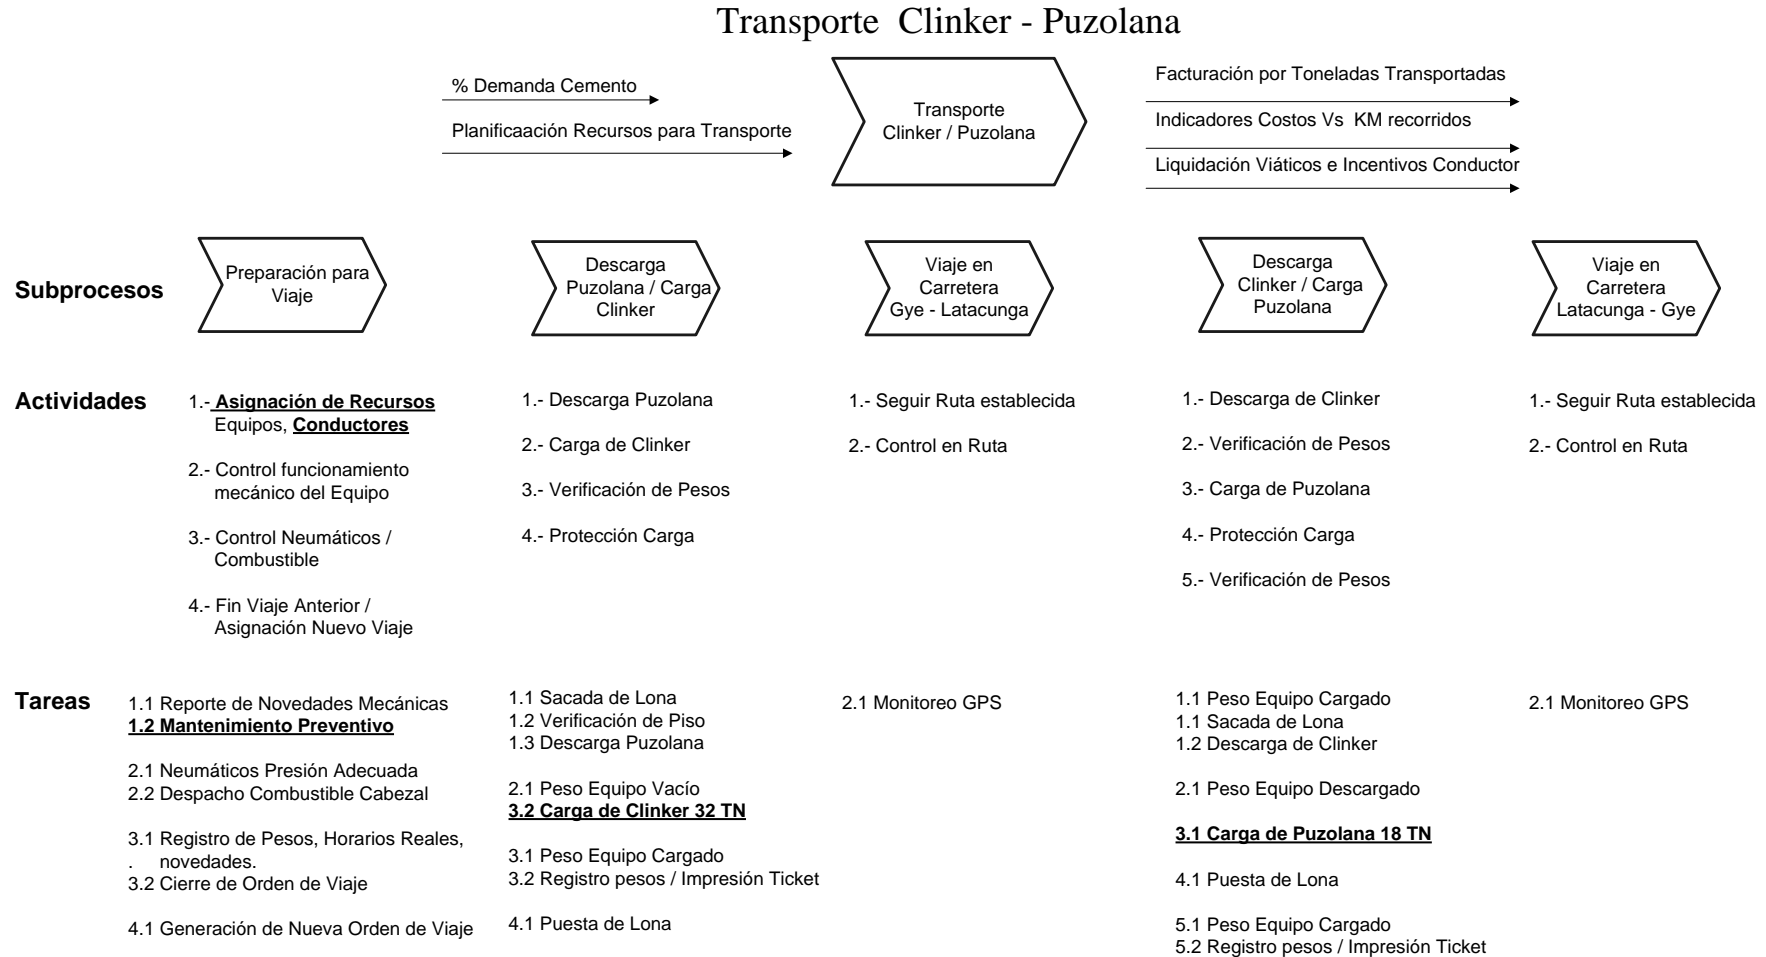 Transporte  Clinker - Puzolana
% Demanda Cemento
Planificaación Recursos para Transporte
Transporte
Clinker / Puzolana
Facturación por Toneladas Transportadas
Indicadores Costos Vs  KM recorridos
Liquidación Viáticos e Incentivos Conductor
Subprocesos
Preparación para
Viaje
Descarga
Puzolana / Carga
Clinker
Viaje en
Carretera
Gye - Latacunga
Descarga
Clinker / Carga
Puzolana
Viaje en
Carretera
Latacunga - Gye
Actividades
1.- Asignación de Recursos
Equipos, Conductores
2.- Control funcionamiento
mecánico del Equipo
3.- Control Neumáticos /
Combustible
4.- Fin Viaje Anterior /
Asignación Nuevo Viaje
1.- Descarga Puzolana
2.- Carga de Clinker
3.- Verificación de Pesos
4.- Protección Carga
1.- Seguir Ruta establecida
2.- Control en Ruta
1.- Descarga de Clinker
2.- Verificación de Pesos
3.- Carga de Puzolana
4.- Protección Carga
5.- Verificación de Pesos
1.- Seguir Ruta establecida
2.- Control en Ruta
Tareas
1.1 Reporte de Novedades Mecánicas
1.2 Mantenimiento Preventivo
2.1 Neumáticos Presión Adecuada
2.2 Despacho Combustible Cabezal
3.1 Registro de Pesos, Horarios Reales,
.     novedades.
3.2 Cierre de Orden de Viaje
4.1 Generación de Nueva Orden de Viaje
1.1 Sacada de Lona
1.2 Verificación de Piso
1.3 Descarga Puzolana
2.1 Peso Equipo Vacío
3.2 Carga de Clinker 32 TN
3.1 Peso Equipo Cargado
3.2 Registro pesos / Impresión Ticket
4.1 Puesta de Lona
2.1 Monitoreo GPS
1.1 Peso Equipo Cargado
1.1 Sacada de Lona
1.2 Descarga de Clinker
2.1 Peso Equipo Descargado
3.1 Carga de Puzolana 18 TN
4.1 Puesta de Lona
5.1 Peso Equipo Cargado
5.2 Registro pesos / Impresión Ticket
2.1 Monitoreo GPS